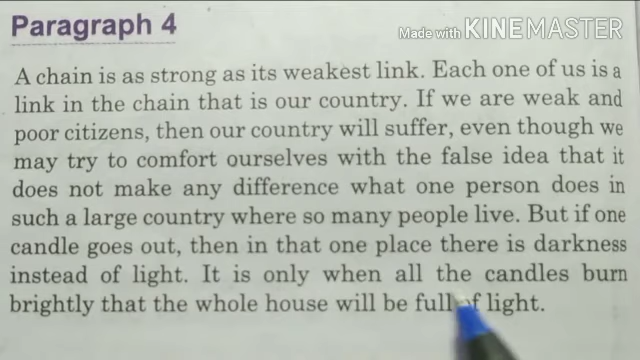 Paragraph 4
Made with KINEMASTER
A chain is as strong as its weakest link. Each one of us is a
link in the chain that is our country. If we are weak and
poor citizens, then our country will suffer, even though we
may try to comfort ourselves with the false idea that it
does not make any difference what one person does in
such a large country where so many people live. But if one
candle goes out, then in that one place there is darkness
instead of light. It is only when all the candles burn
brightly that the whole house will be full of light.